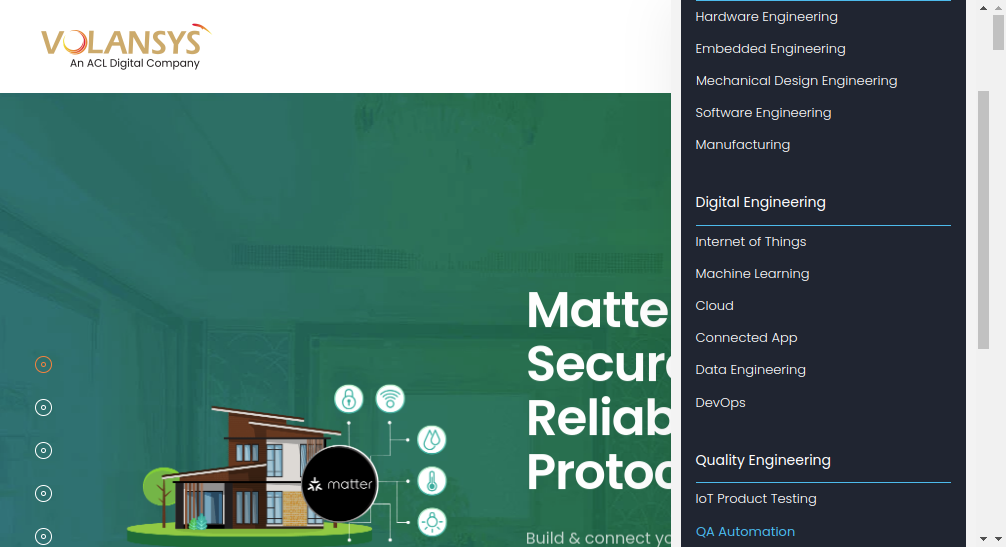 VOLANSYS
An ACL Digital Company
Matte
Secure
Reliab
Protoc
Build & connect yo
matter
Hardware Engineering
Embedded Engineering
Mechanical Design Engineering
Software Engineering
Manufacturing
Digital Engineering
Internet of Things
Machine Learning
Cloud
Connected App
Data Engineering
DevOps
Quality Engineering
IoT Product Testing
QA Automation